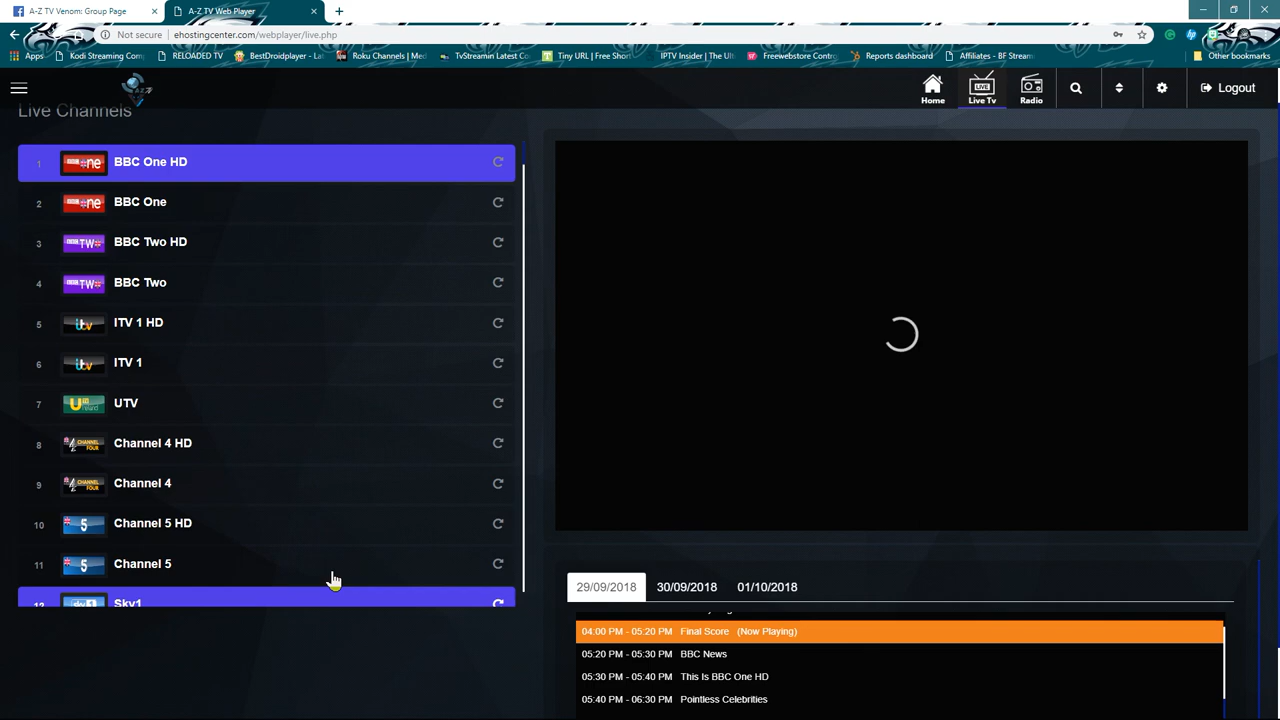 A-Z TV Venom: Group Page
A-Z TV Web Player
Not secure ehostingcenter.com/webplayer/live.php
Apps Kodi Streaming Com RELOADED TV BestDroidplayer - La Roku Channels | Med TvStreamin Latest Co Tiny URL | Free Short IPTV Insider | The Ult Freewebstore Contro Reports dashboard Affiliates - BF Stream Other bookmarks
Home Live Tv Radio Logout
Live Channels
1 BBC One HD
2 BBC One
3 BBC Two HD
4 BBC Two
5 ITV 1 HD
6 ITV 1
7 UTV
8 Channel 4 HD
9 Channel 4
10 Channel 5 HD
11 Channel 5
12 Sky1
29/09/2018 30/09/2018 01/10/2018
04:00 PM - 05:20 PM Final Score (Now Playing)
05:20 PM - 05:30 PM BBC News
05:30 PM - 05:40 PM This Is BBC One HD
05:40 PM - 06:30 PM Pointless Celebrities